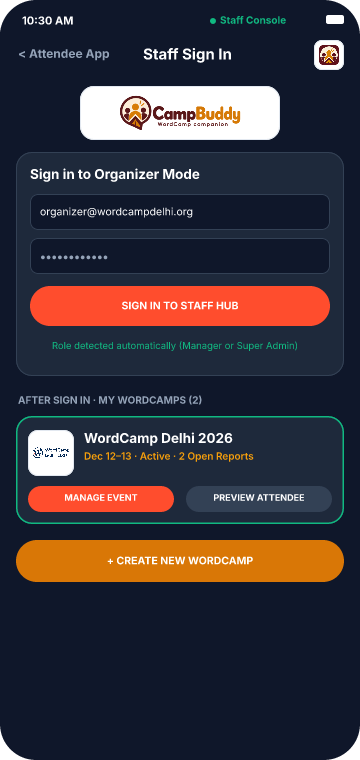 10:30 AM
● Staff Console
< Attendee App
Staff Sign In
CampBuddy
WordCamp companion
Sign in to Organizer Mode
organizer@wordcampdelhi.org
••••••••••••
SIGN IN TO STAFF HUB
Role detected automatically (Manager or Super Admin)
AFTER SIGN IN · MY WORDCAMPS (2)
WordCamp Delhi 2026
Dec 12–13 · Active · 2 Open Reports
MANAGE EVENT
PREVIEW ATTENDEE
+ CREATE NEW WORDCAMP